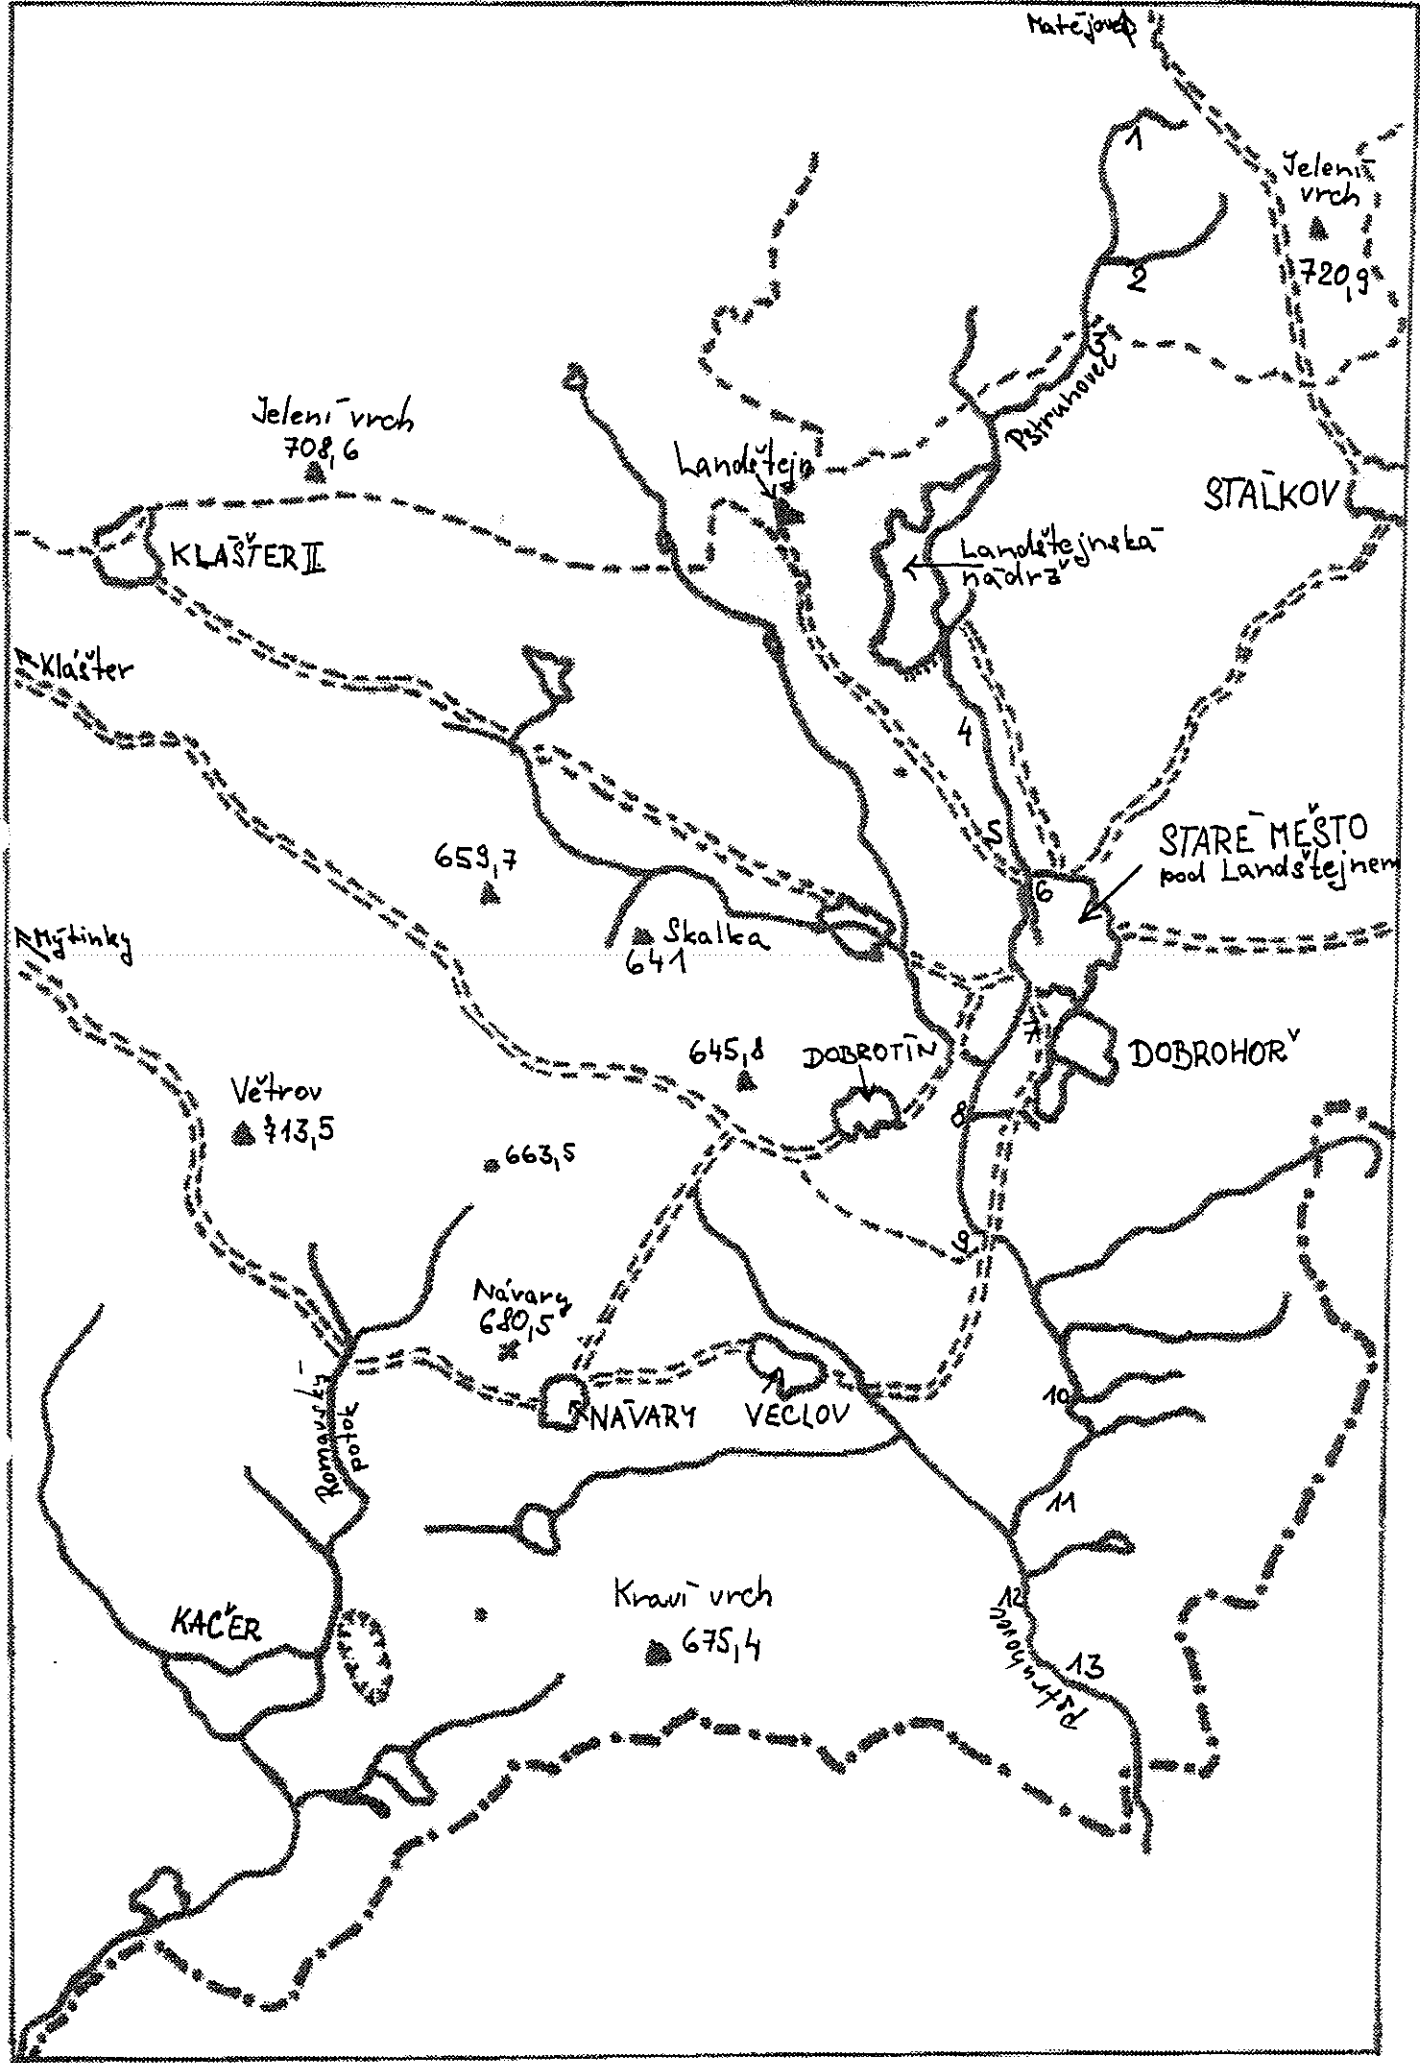 Matějovec
1
Jelení
vrch
720,9
2
3
Pstruhovec
Jelení vrch
708,6
Landštejn
STÁLKOV
KLÁŠTER II
Landštejnská
nádrž
Klášter
4
5
STARÉ MĚSTO
pod Landštejnem
659,7
6
Mýtinky
Skalka
641
7
645,8
DOBROTÍN
DOBROHOŘ
Větrov
713,5
8
663,5
9
Návary
680,5
Romavský
potok
NÁVARY
VECLOV
10
11
KAČER
Kraví vrch
675,4
12
Pstruhovec
13